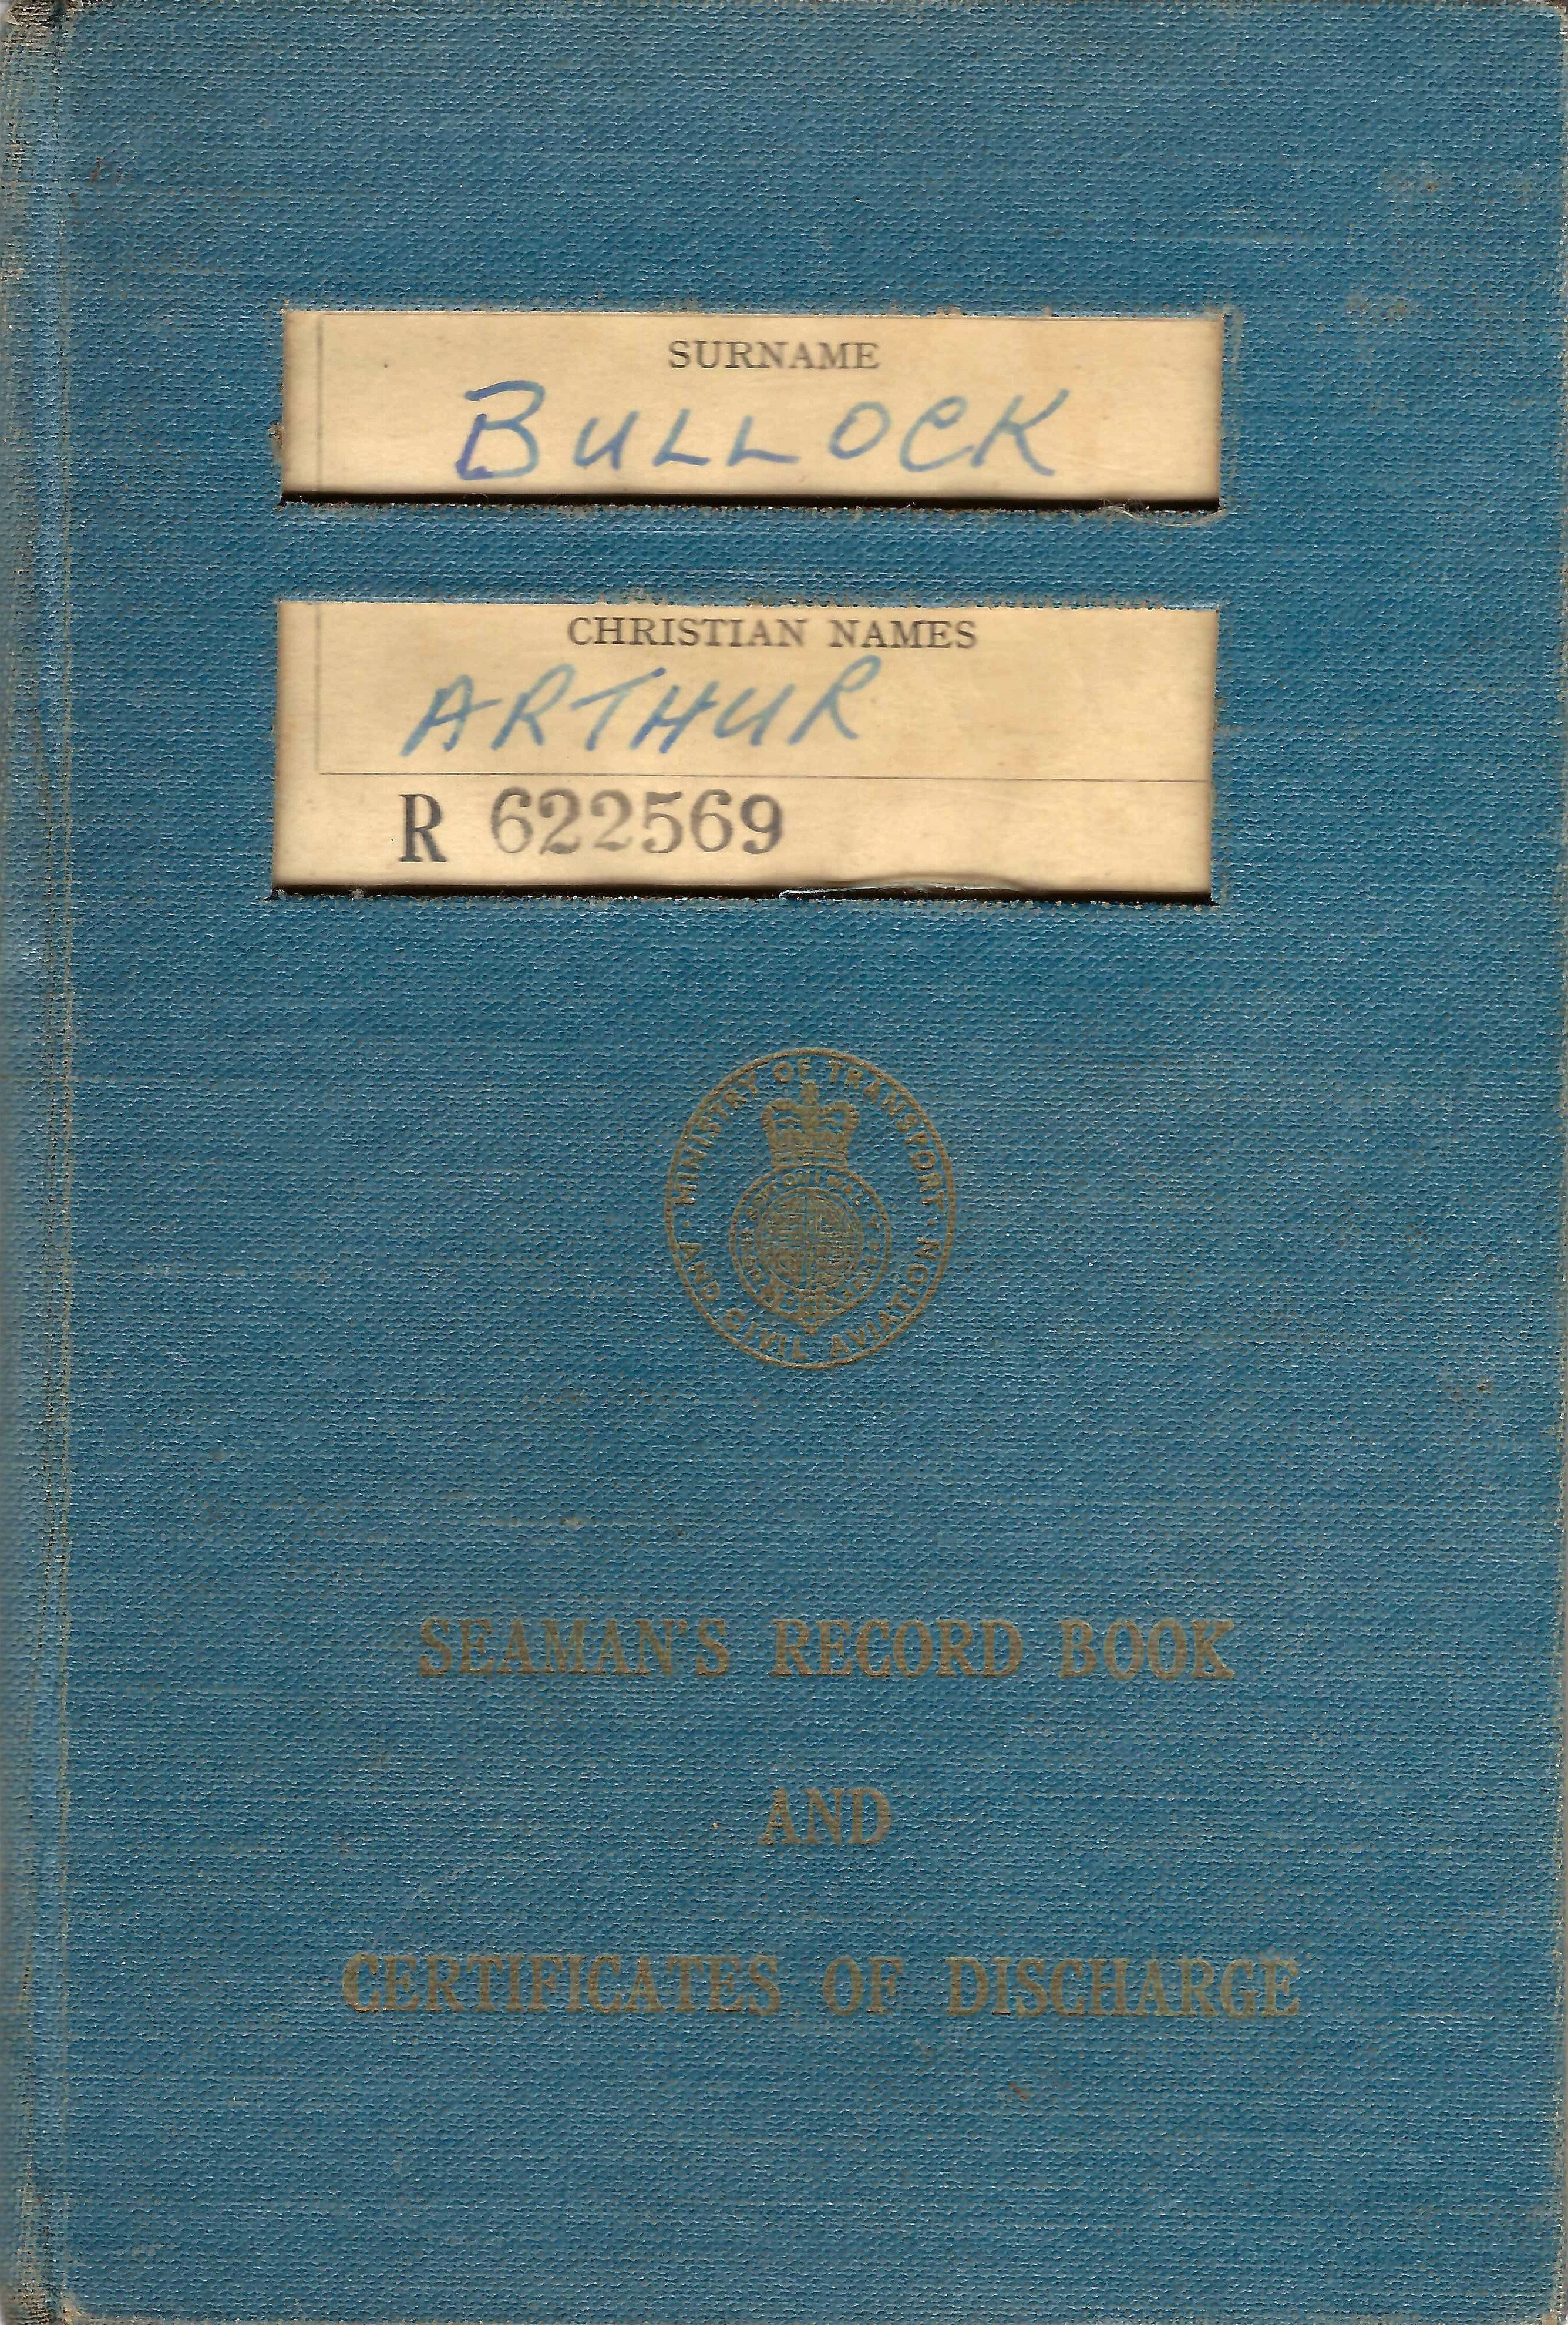 SURNAME
BULLOCK
CHRISTIAN NAMES
ARTHUR
R 622569
MINISTRY OF TRANSPORT
AND CIVIL AVIATION
SEAMAN'S RECORD BOOK
AND
CERTIFICATES OF DISCHARGE